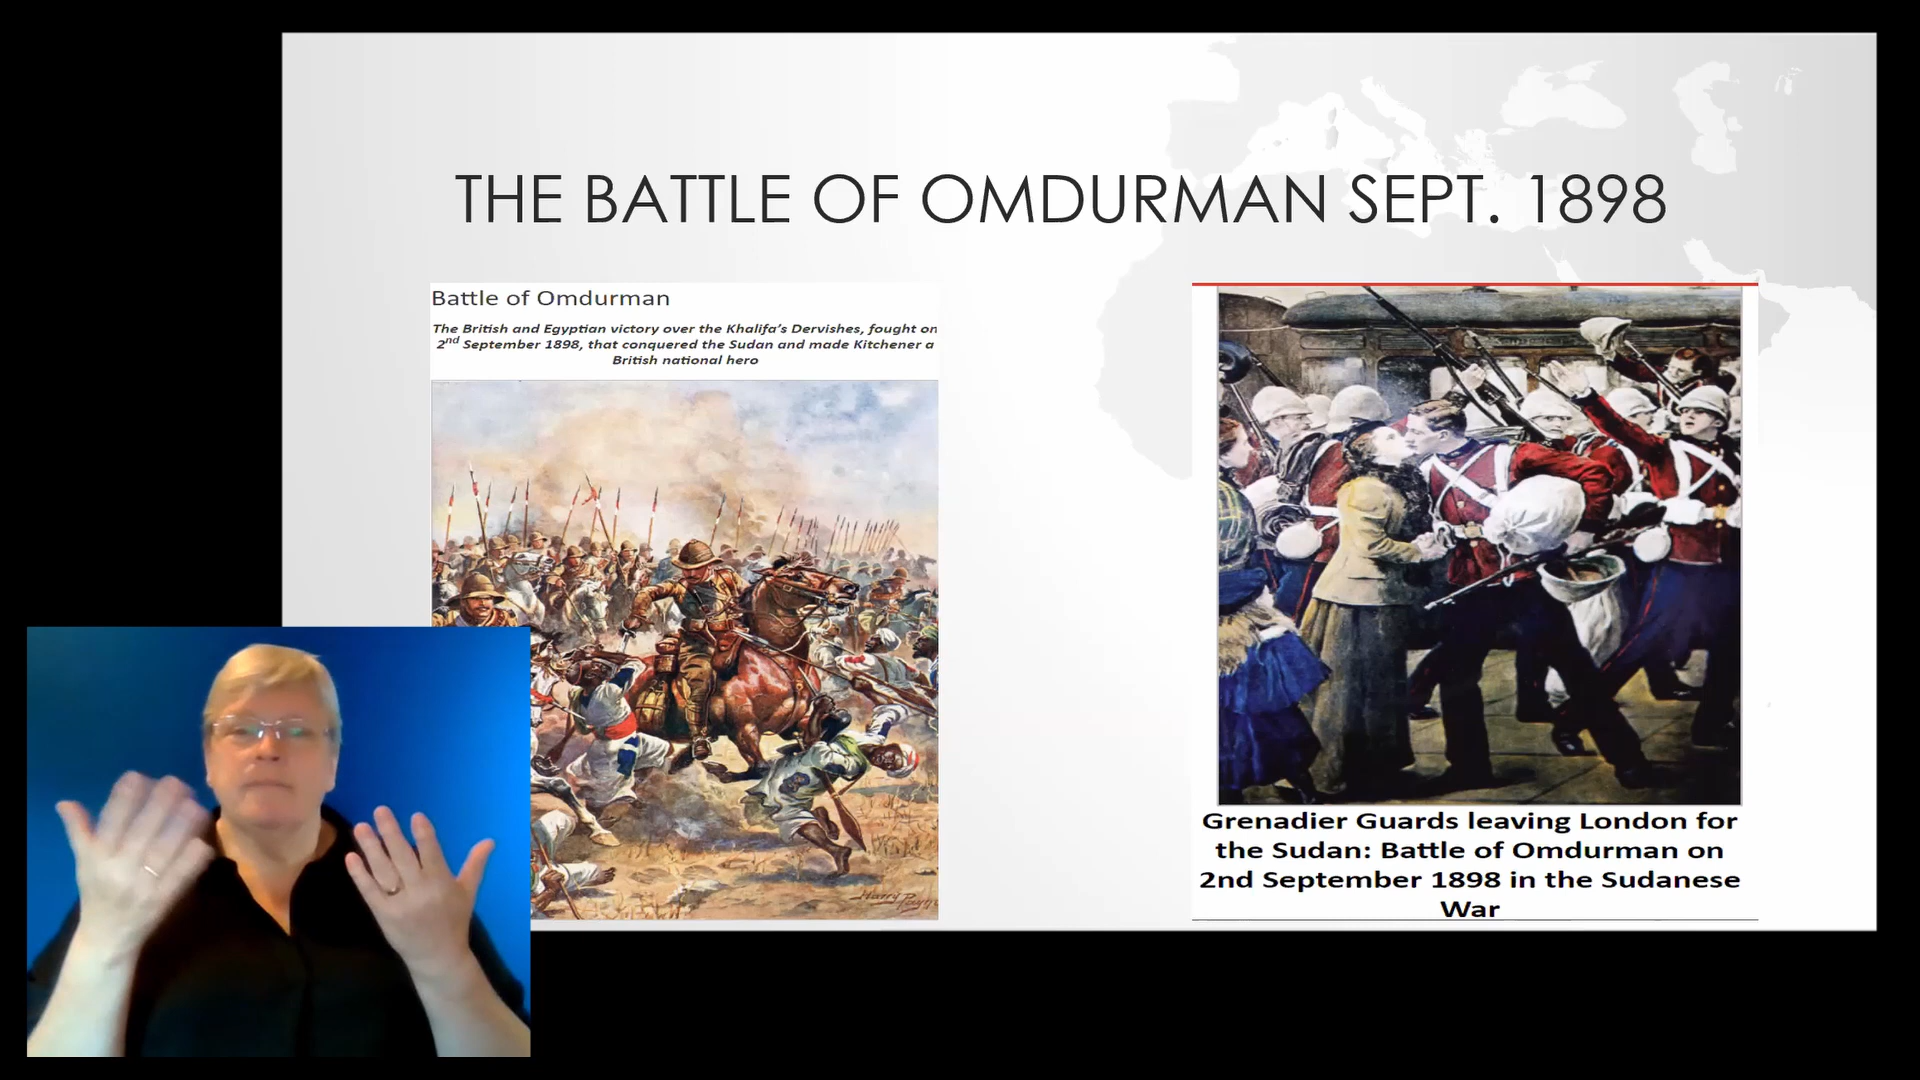 THE BATTLE OF OMDURMAN SEPT. 1898
Battle of Omdurman
The British and Egyptian victory over the Khalifa's Dervishes, fought on
2nd September 1898, that conquered the Sudan and made Kitchener a
British national hero
Harry Payne
Grenadier Guards leaving London for
the Sudan: Battle of Omdurman on
2nd September 1898 in the Sudanese
War